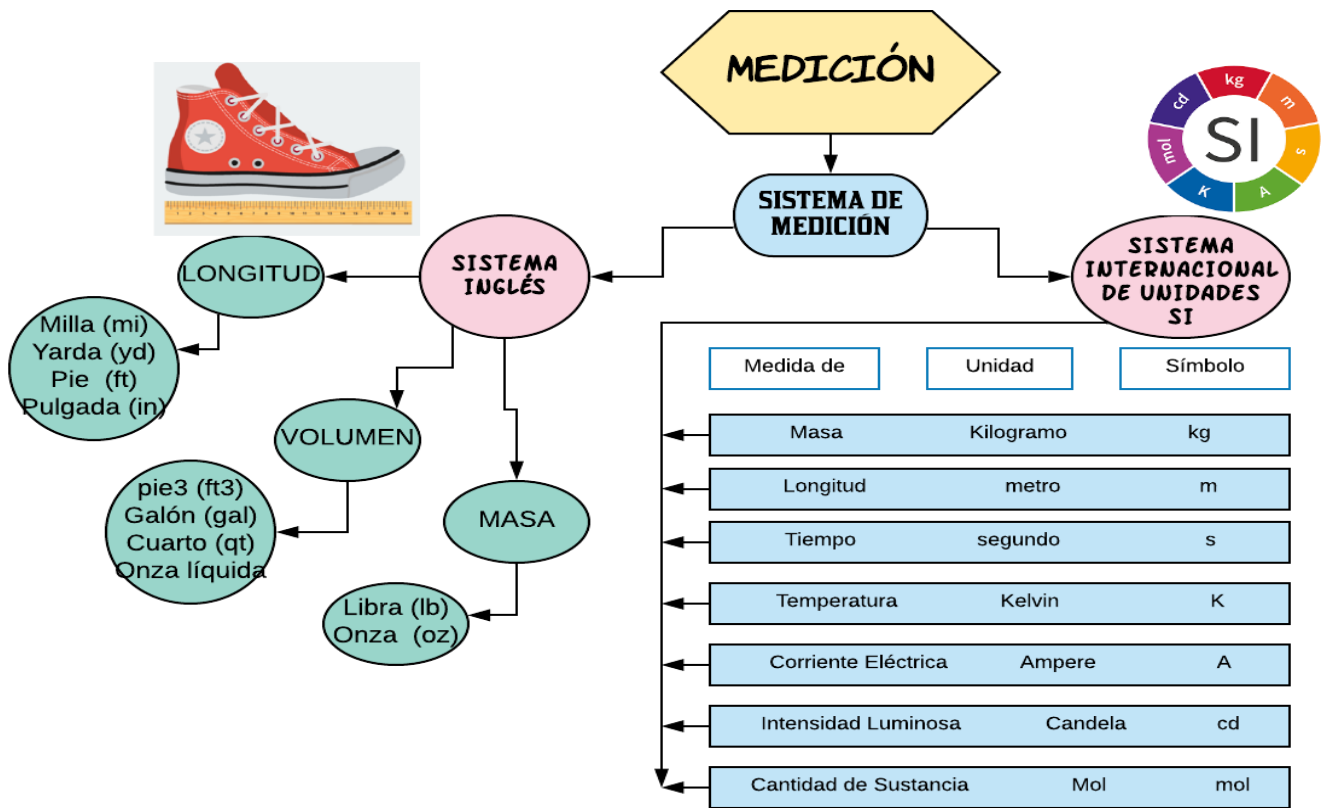 MEDICIÓN
SISTEMA DE
MEDICIÓN
kg
m
s
A
K
mol
cd
SI
SISTEMA
INGLÉS
SISTEMA
INTERNACIONAL
DE UNIDADES
SI
LONGITUD
Milla (mi)
Yarda (yd)
Pie (ft)
Pulgada (in)
VOLUMEN
pie3 (ft3)
Galón (gal)
Cuarto (qt)
Onza líquida
MASA
Libra (lb)
Onza (oz)
Medida de Unidad Símbolo
Masa Kilogramo kg
Longitud metro m
Tiempo segundo s
Temperatura Kelvin K
Corriente Eléctrica Ampere A
Intensidad Luminosa Candela cd
Cantidad de Sustancia Mol mol